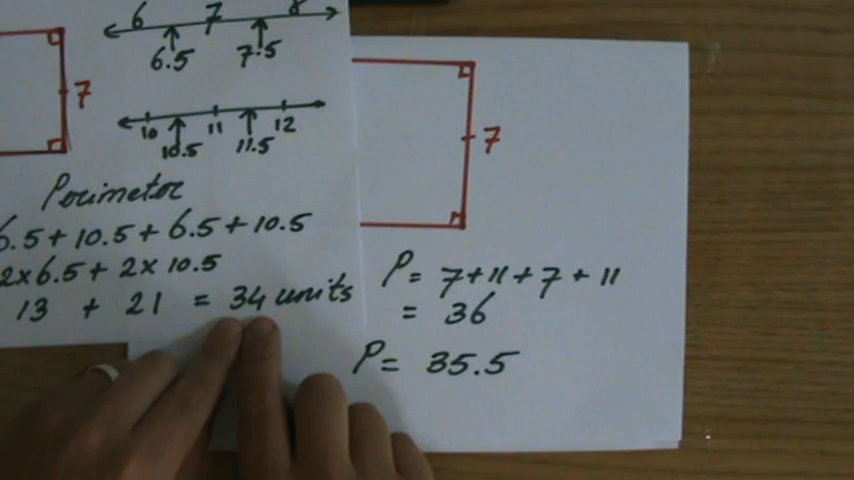 6 7 8
6.5 7.5
7
10 11 12
10.5 11.5
Perimeter
6.5 + 10.5 + 6.5 + 10.5
2x6.5 + 2x10.5
13 + 21 = 34 units
7
P = 7+11+7+11
= 36
P = 35.5